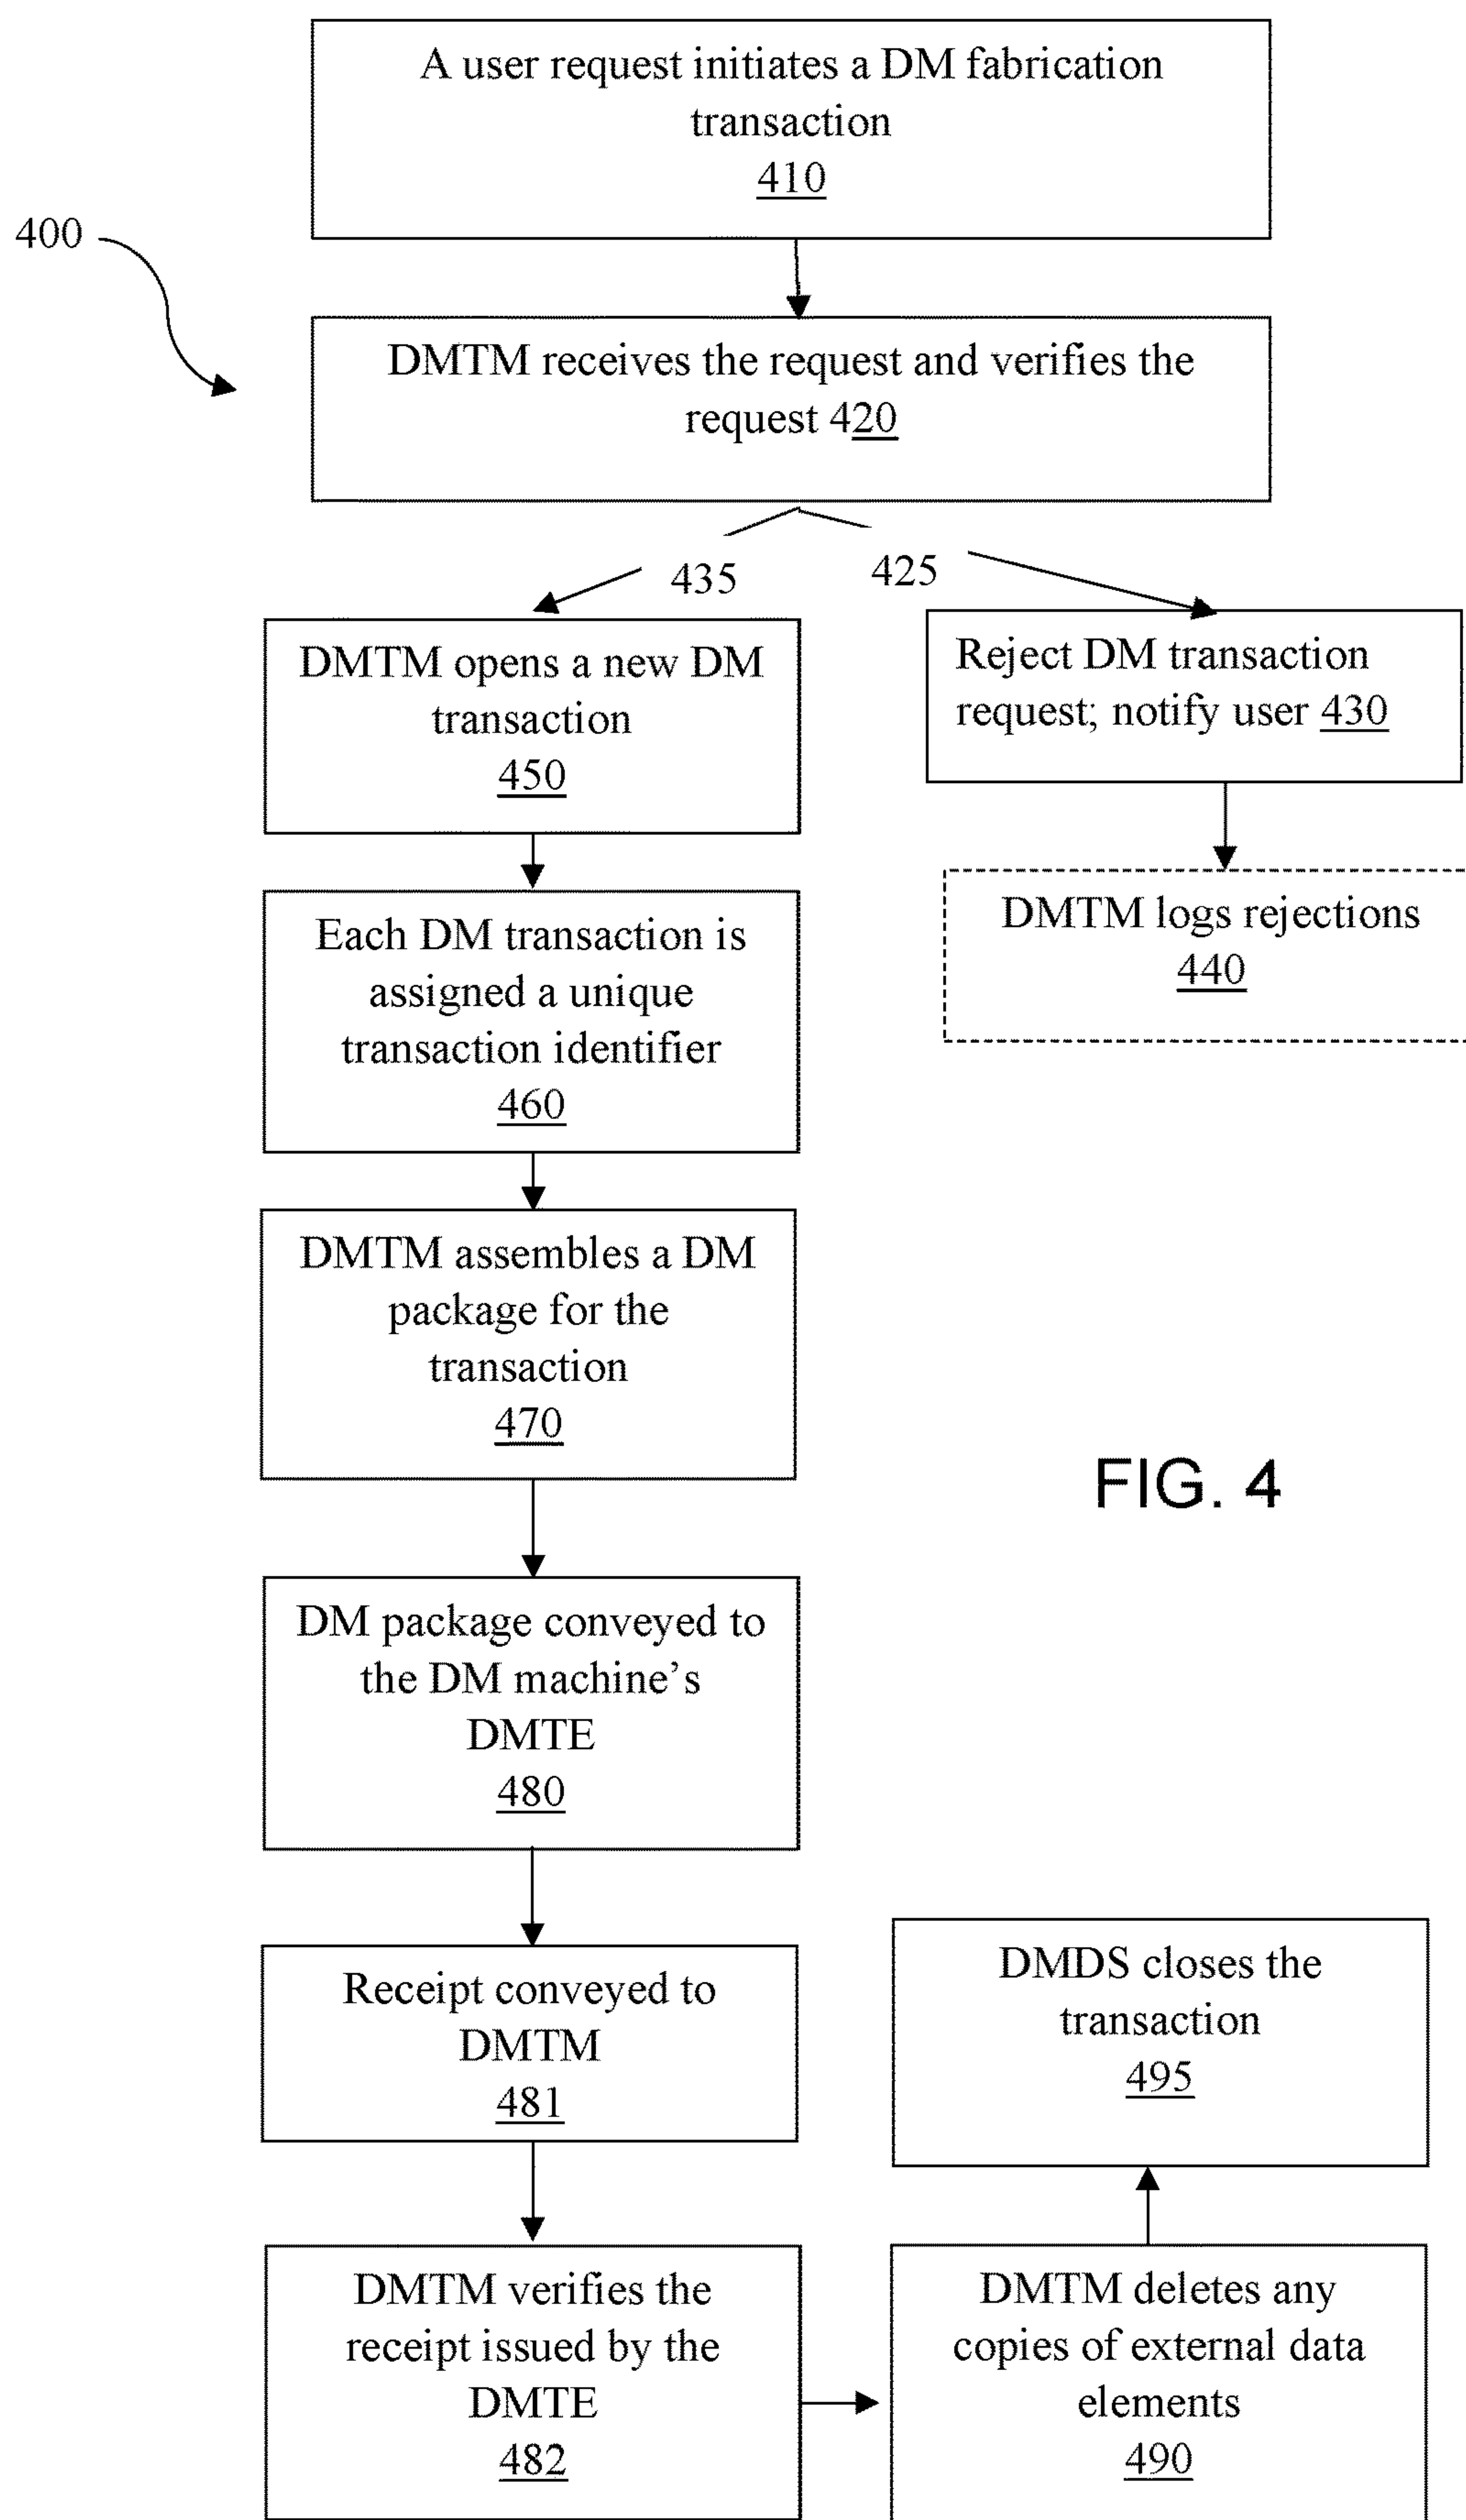 A user request initiates a DM fabrication
transaction
410
400
DMTM receives the request and verifies the
request 420
435
425
DMTM opens a new DM
transaction
450
Reject DM transaction
request; notify user 430
DMTM logs rejections
440
Each DM transaction is
assigned a unique
transaction identifier
460
DMTM assembles a DM
package for the
transaction
470
FIG. 4
DM package conveyed to
the DM machine's
DMTE
480
Receipt conveyed to
DMTM
481
DMTM verifies the
receipt issued by the
DMTE
482
DMTM deletes any
copies of external data
elements
490
DMDS closes the
transaction
495